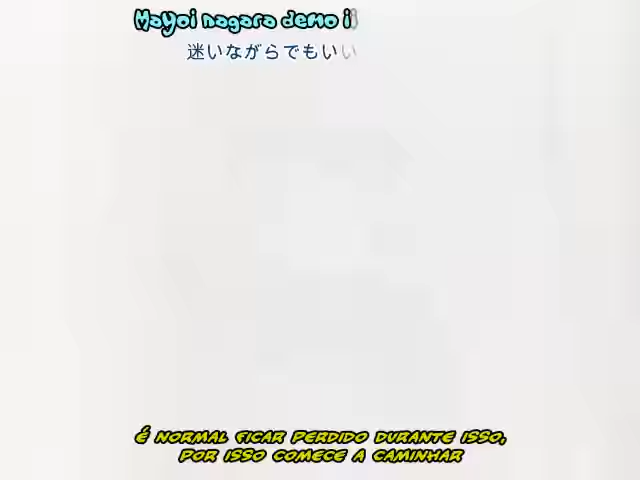 Mayoi nagara demo ii
迷いながらでもいい
É NORMAL FICAR PERDIDO DURANTE ISSO,
POR ISSO COMECE A CAMINHAR